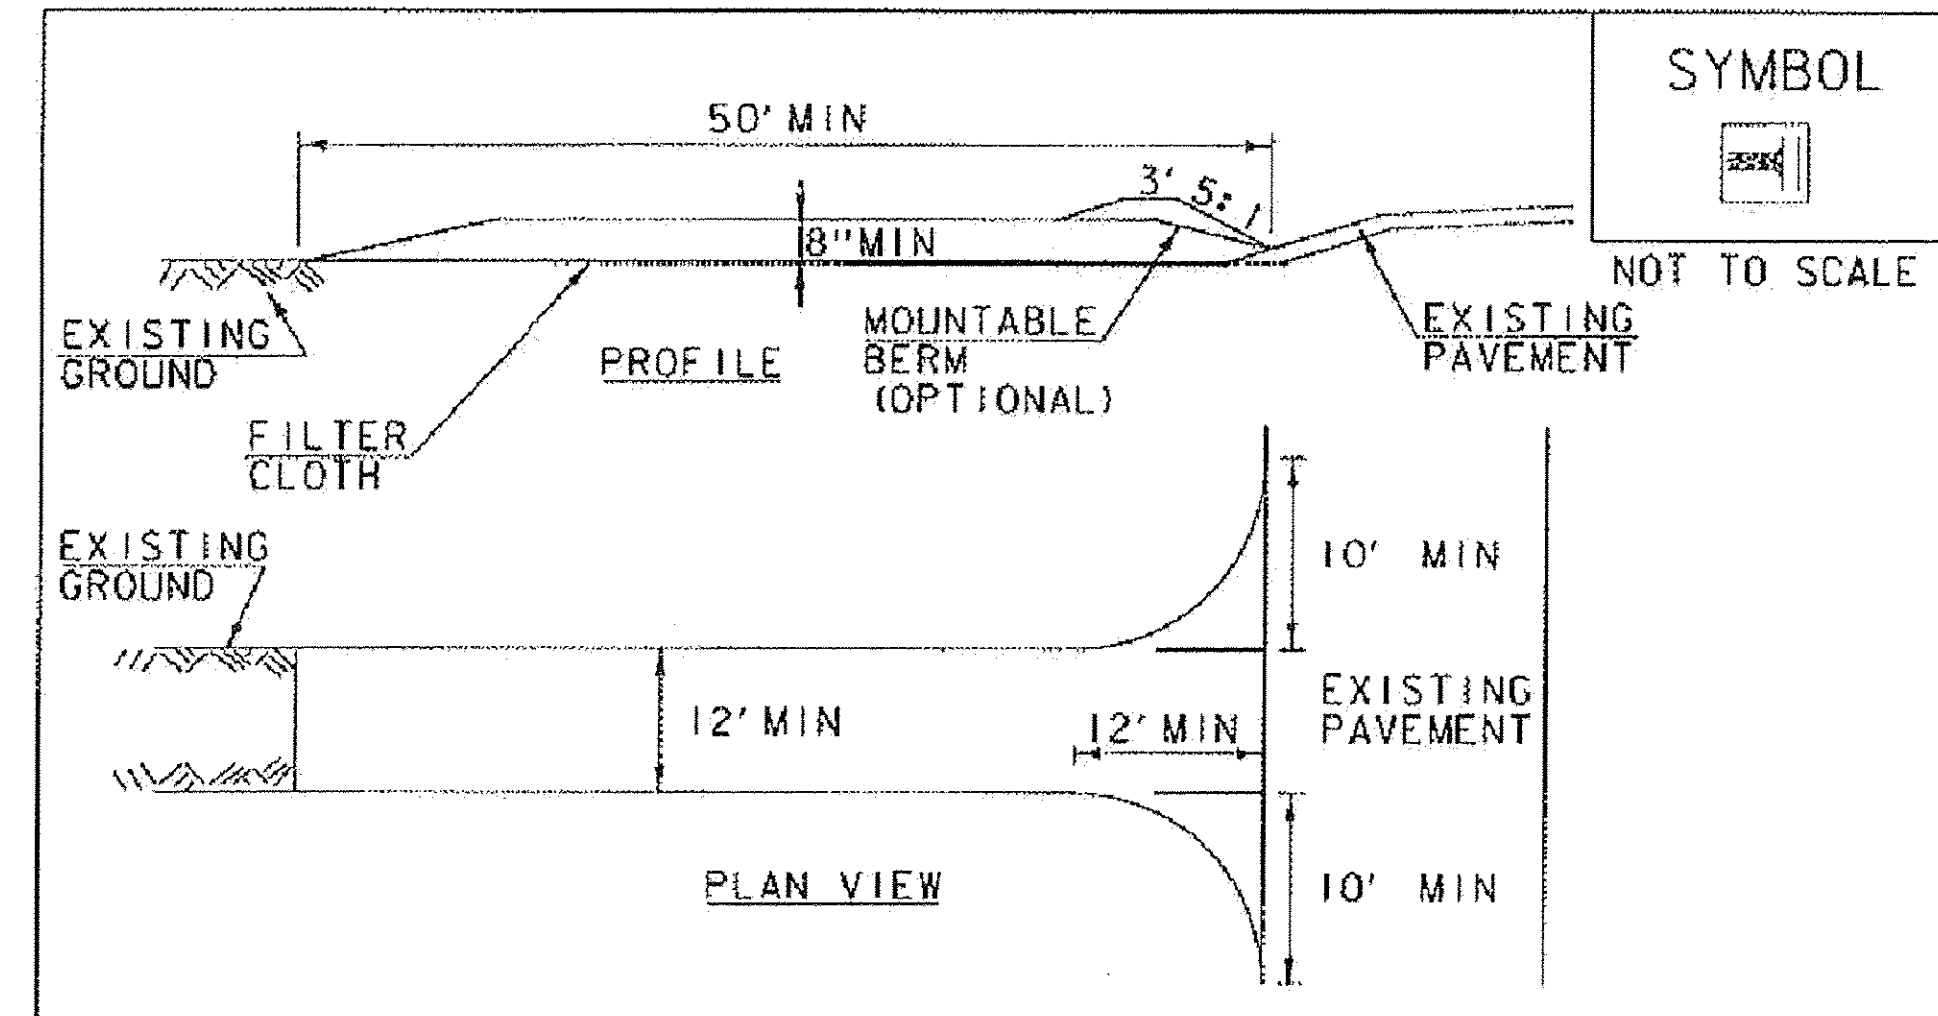 SYMBOL
NOT TO SCALE
50' MIN
3' 5:1
8" MIN
EXISTING
GROUND
PROFILE
MOUNTABLE
BERM
(OPTIONAL)
EXISTING
PAVEMENT
FILTER
CLOTH
EXISTING
GROUND
10' MIN
12' MIN
12' MIN
EXISTING
PAVEMENT
PLAN VIEW
10' MIN